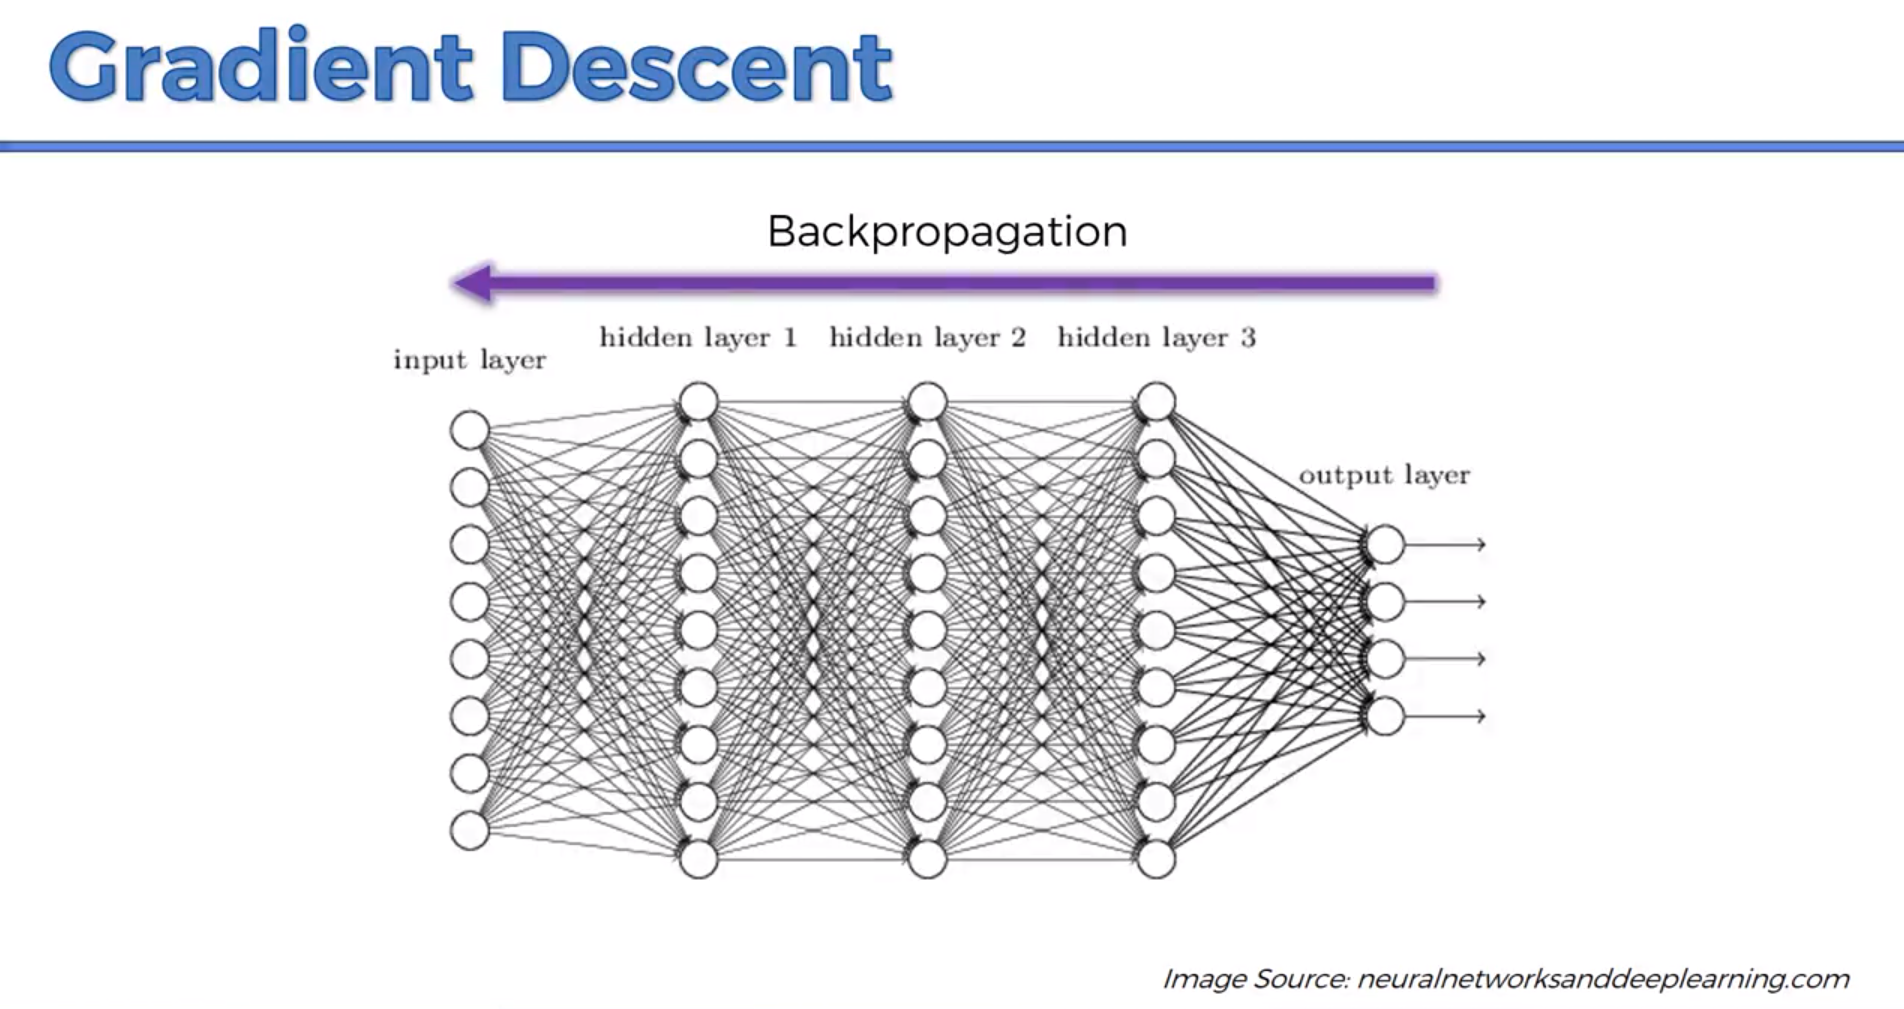 Gradient Descent
Backpropagation
hidden layer 1 hidden layer 2 hidden layer 3
input layer
output layer
Image Source: neuralnetworksanddeeplearning.com